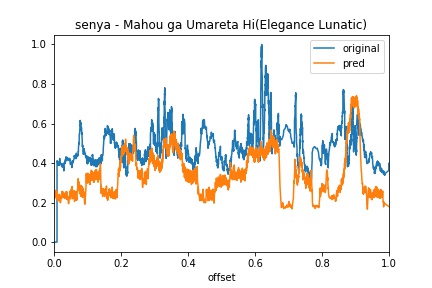 senya - Mahou ga Umareta Hi(Elegance Lunatic)
original
pred
1.0
0.8
0.6
0.4
0.2
0.0
0.0 0.2 0.4 0.6 0.8 1.0
offset